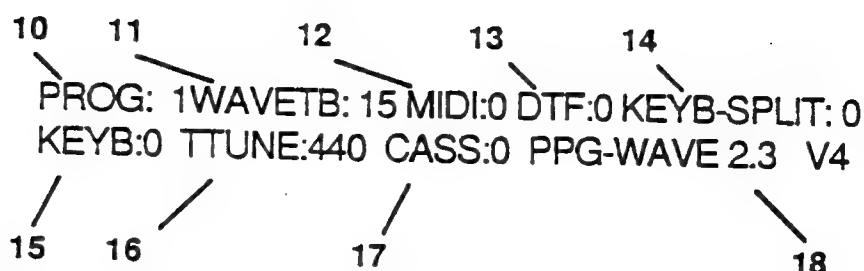 10 11 12 13 14
PROG: 1WAVETB: 15 MIDI:0 DTF:0 KEYB-SPLIT: 0
KEYB:0 TTUNE:440 CASS:0 PPG-WAVE 2.3 V4
15 16 17 18